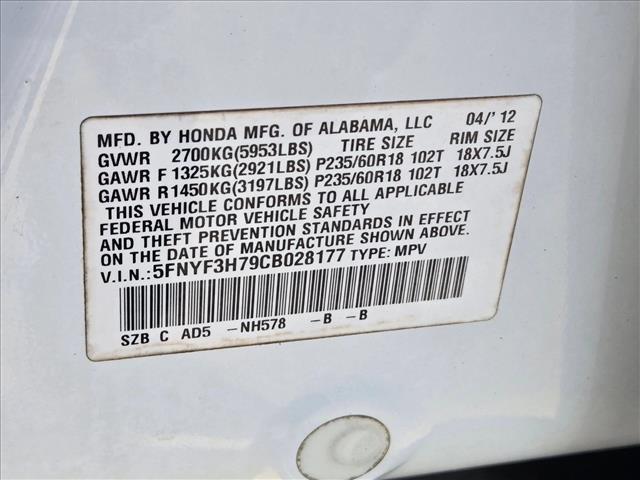 MFD. BY HONDA MFG. OF ALABAMA, LLC 04/'12
GVWR 2700KG(5953LBS) TIRE SIZE RIM SIZE
GAWR F 1325KG(2921LBS) P235/60R18 102T 18X7.5J
GAWR R1450KG(3197LBS) P235/60R18 102T 18X7.5J
THIS VEHICLE CONFORMS TO ALL APPLICABLE
FEDERAL MOTOR VEHICLE SAFETY
AND THEFT PREVENTION STANDARDS IN EFFECT
ON THE DATE OF MANUFACTURE SHOWN ABOVE.
V.I.N.:5FNYF3H79CB028177 TYPE: MPV
SZB C AD5 -NH578 -B -B